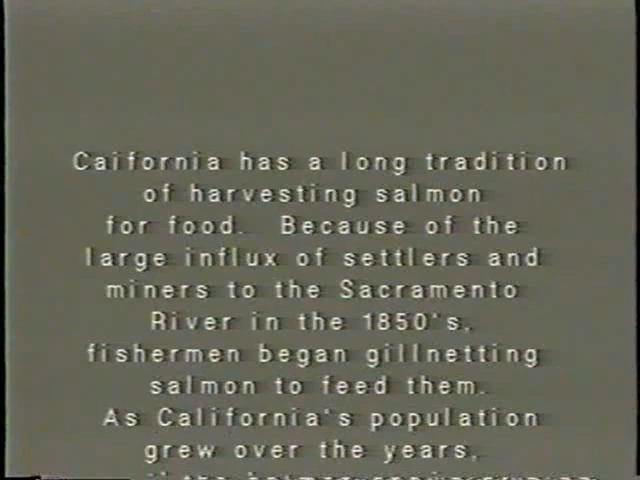 Caifornia has a long tradition
of harvesting salmon
for food. Because of the
large influx of settlers and
miners to the Sacramento
River in the 1850's,
fishermen began gillnetting
salmon to feed them.
As California's population
grew over the years,